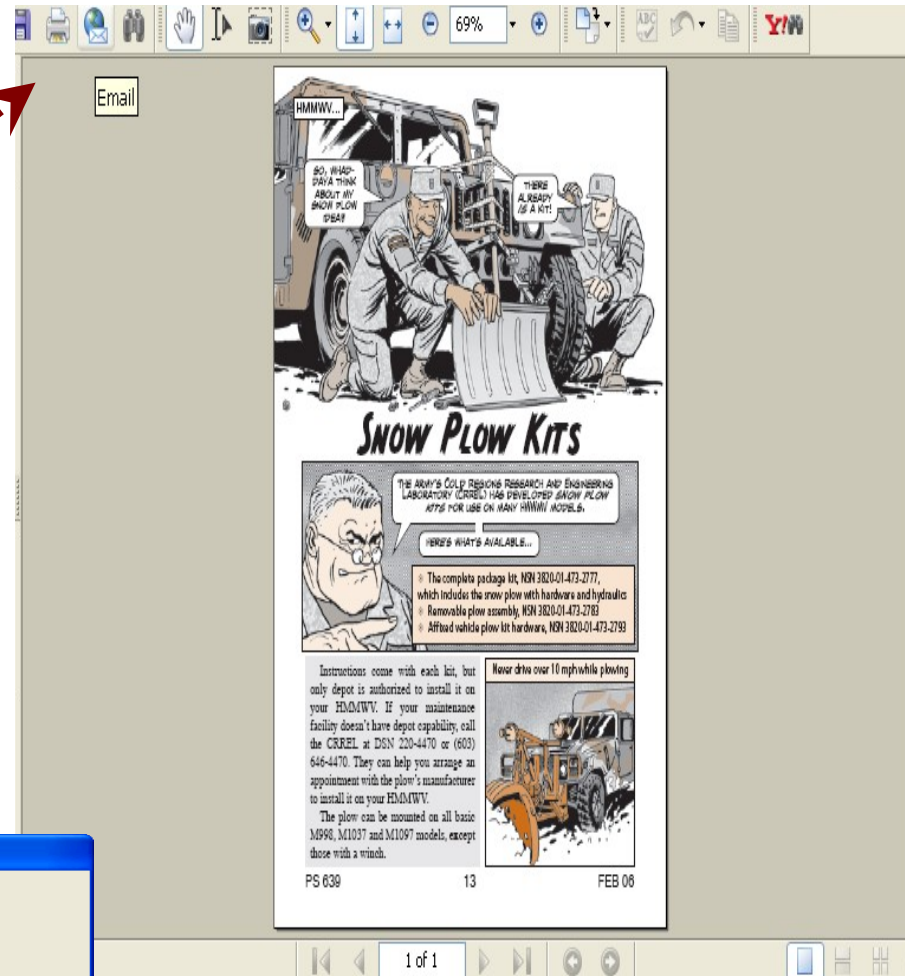 69%
ABC
Y!
Email
HMMWV...
SO, WHAD-
DAYA THINK
ABOUT MY
SNOW PLOW
IDEA?
THERE
ALREADY
IS A KIT!
SNOW PLOW KITS
THE ARMY'S COLD REGIONS RESEARCH AND ENGINEERING
LABORATORY (CRREL) HAS DEVELOPED SNOW PLOW
KITS FOR USE ON MANY HMMWV MODELS.
HERE'S WHAT'S AVAILABLE...
The complete package kit, NSN 3820-01-473-2777,
which includes the snow plow with hardware and hydraulics
Removable plow assembly, NSN 3820-01-473-2783
Affixed vehicle plow kit hardware, NSN 3820-01-473-2793
Instructions come with each kit, but
only depot is authorized to install it on
your HMMWV. If your maintenance
facility doesn't have depot capability, call
the CRREL at DSN 220-4470 or (603)
646-4470. They can help you arrange an
appointment with the plow's manufacturer
to install it on your HMMWV.
The plow can be mounted on all basic
M998, M1037 and M1097 models, except
those with a winch.
Never drive over 10 mph while plowing
PS 639
13
FEB 06
1 of 1